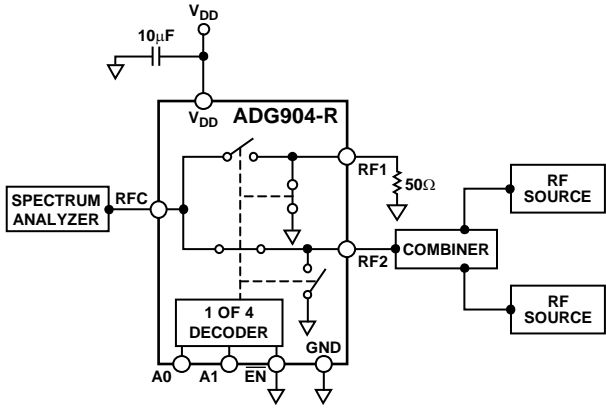 V_DD
10μF
V_DD
ADG904-R
RF1
50Ω
RF
SOURCE
SPECTRUM
ANALYZER
RFC
COMBINER
RF2
RF
SOURCE
1 OF 4
DECODER
GND
A0
A1
E̅N̅